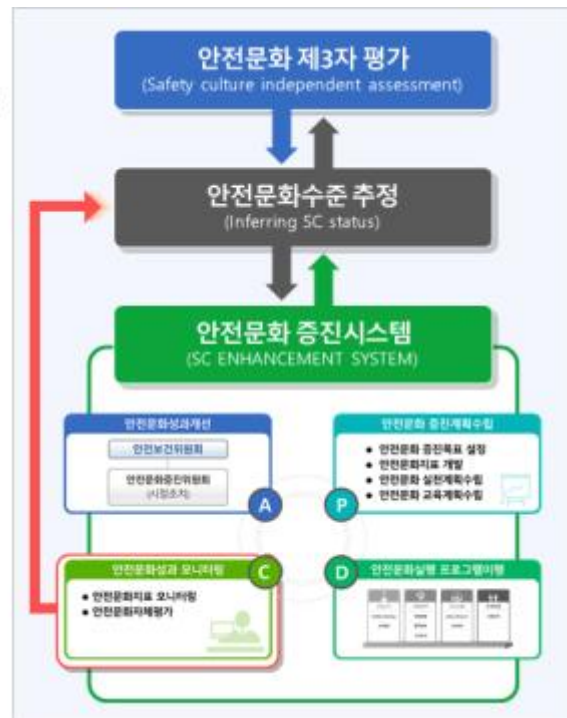 안전문화 제3자 평가
(Safety culture independent assessment)
안전문화수준 추정
(Inferring SC status)
안전문화 증진시스템
(SC ENHANCEMENT SYSTEM)
안전문화성과개선
안전보건위원회
안전문화증진위원회
(시정조치)
A
안전문화 증진계획수립
● 안전문화 증진목표 설정
● 안전문화지표 개발
● 안전문화 실천계획수립
● 안전문화 교육계획수립
P
안전문화성과 모니터링
● 안전문화지표 모니터링
● 안전문화자체평가
C
안전문화실행 프로그램이행
D